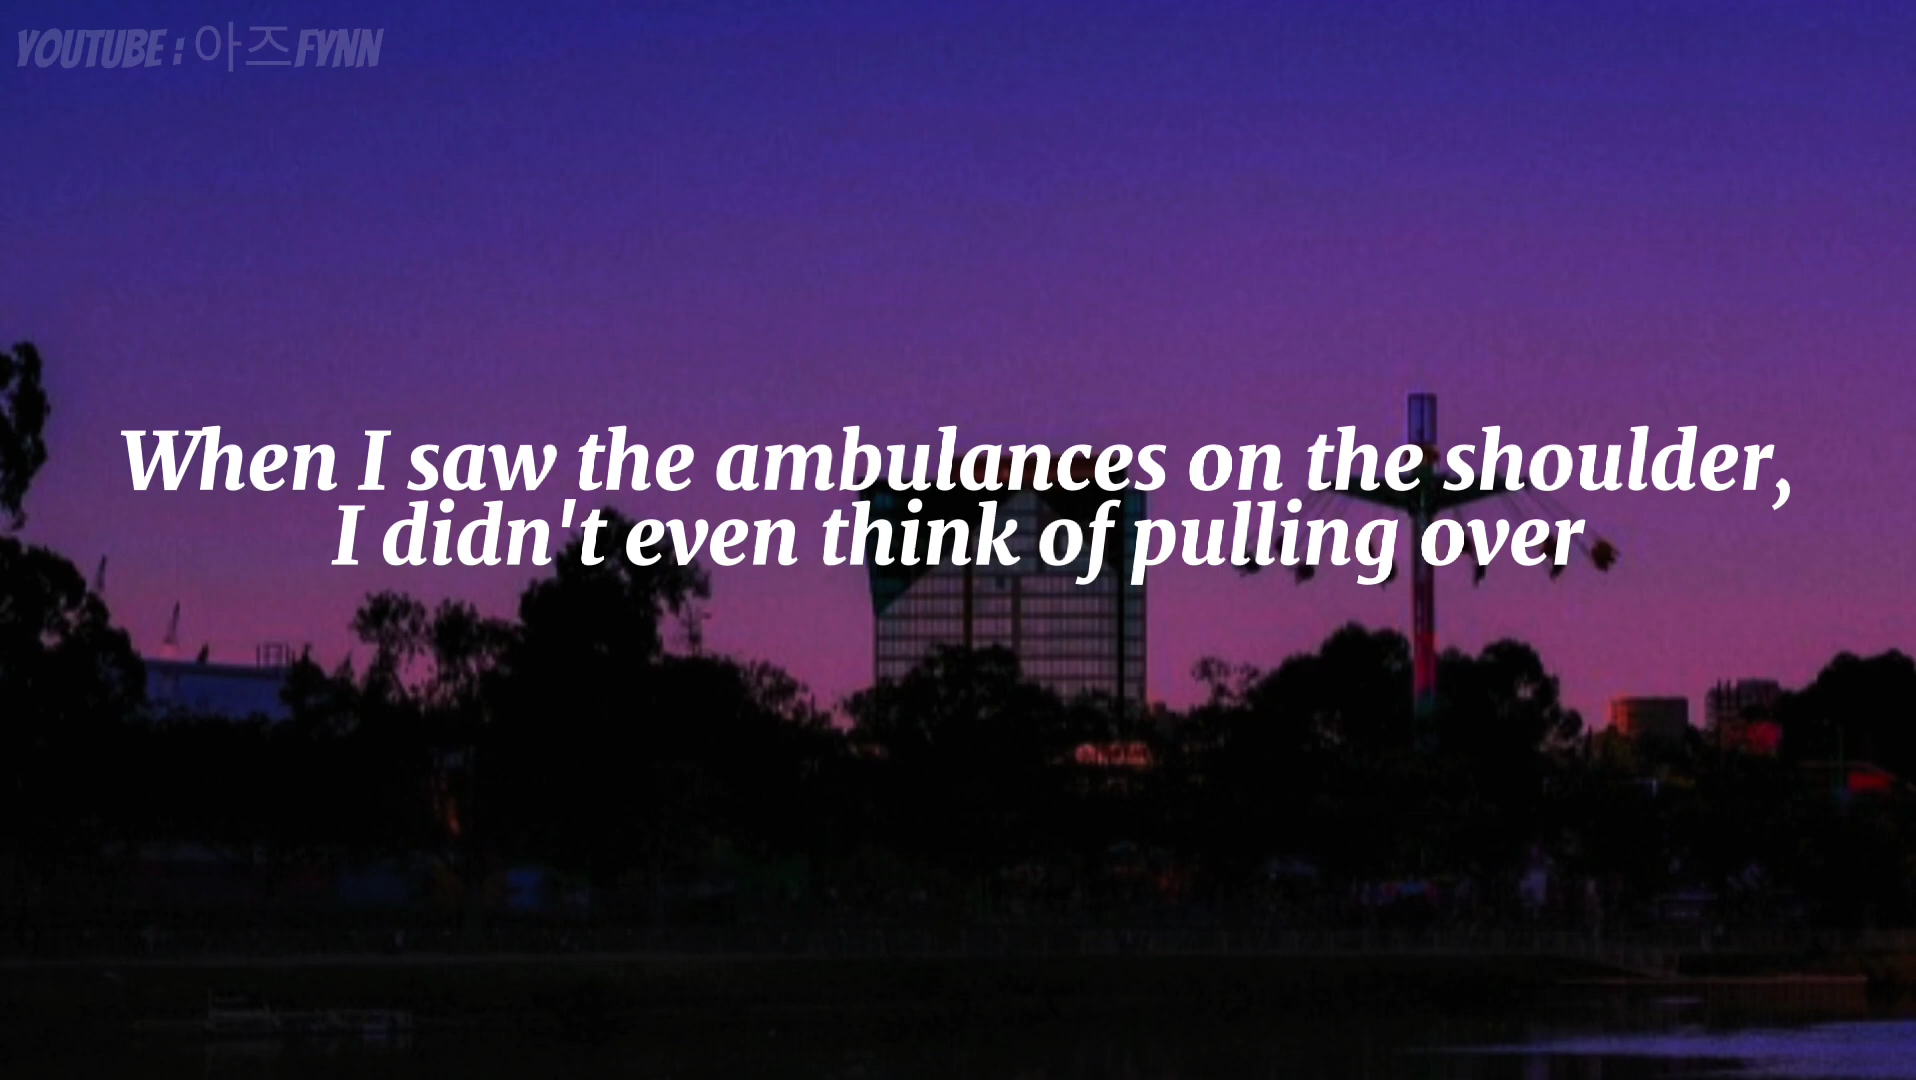 YOUTUBE : 아즈FYNN
When I saw the ambulances on the shoulder,
I didn't even think of pulling over